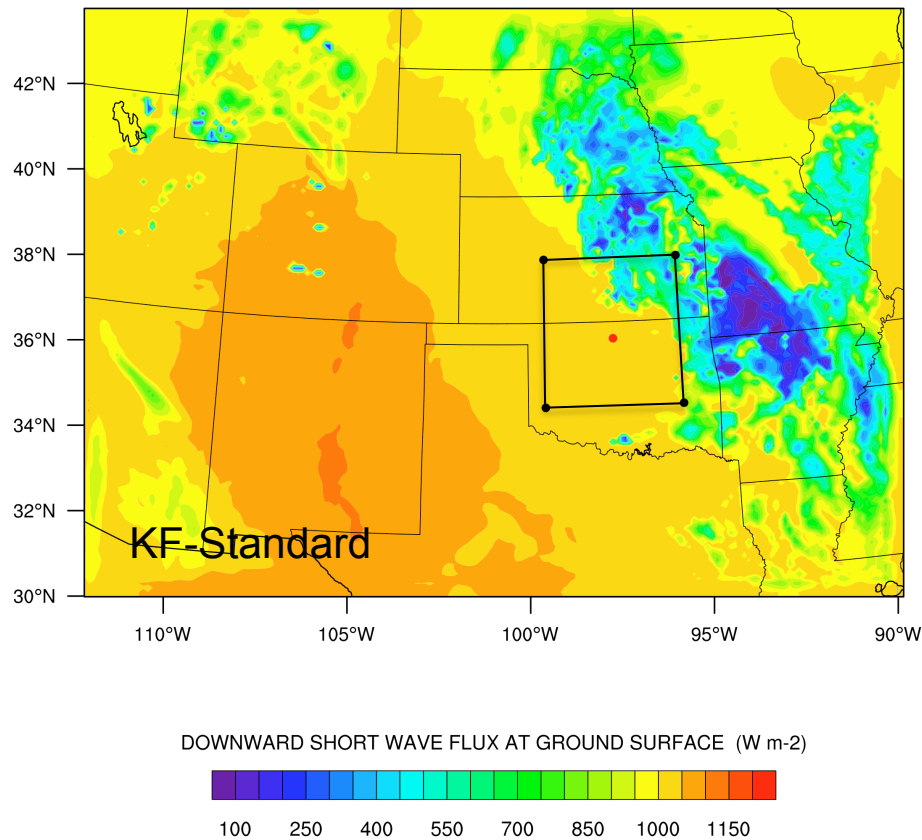 42°N
40°N
38°N
36°N
34°N
32°N
30°N
KF-Standard
110°W 105°W 100°W 95°W 90°W
DOWNWARD SHORT WAVE FLUX AT GROUND SURFACE (W m-2)
100 250 400 550 700 850 1000 1150